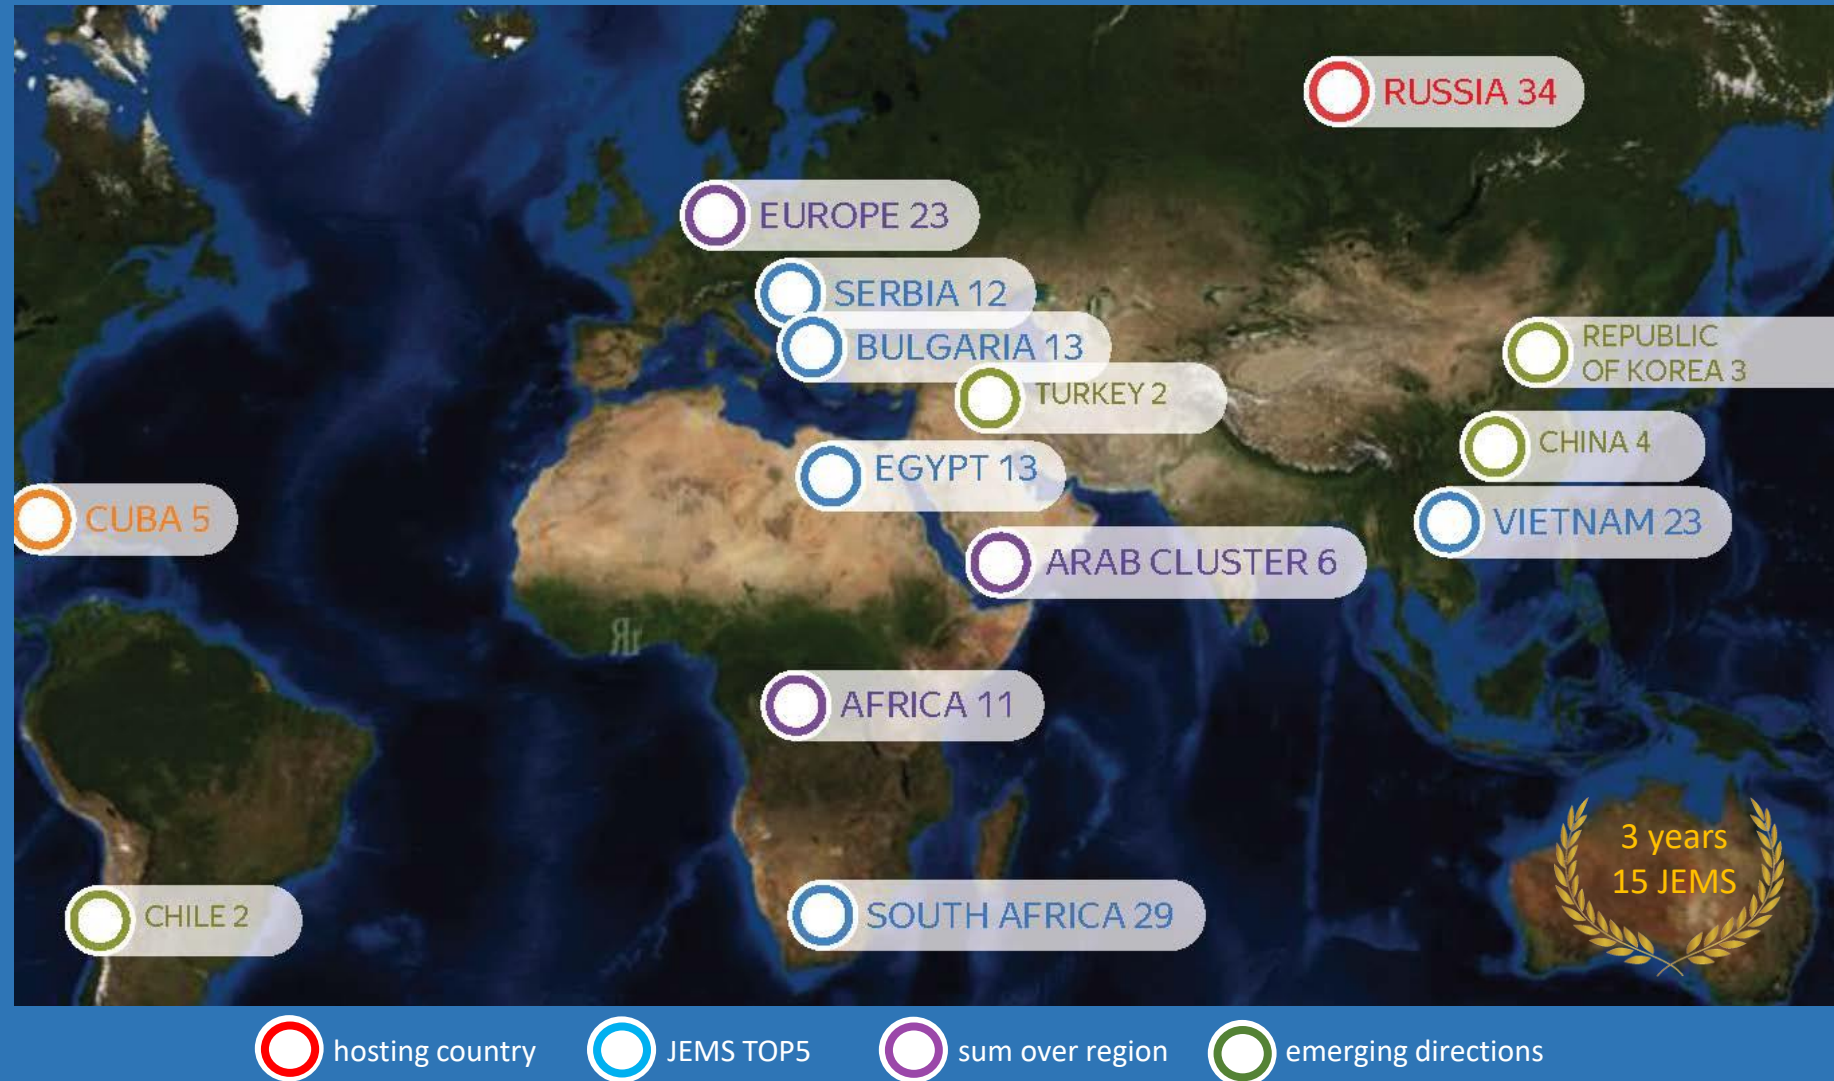 RUSSIA 34
EUROPE 23
SERBIA 12
BULGARIA 13
REPUBLIC
OF KOREA 3
TURKEY 2
CHINA 4
EGYPT 13
CUBA 5
VIETNAM 23
ARAB CLUSTER 6
Яr
AFRICA 11
3 years
15 JEMS
CHILE 2
SOUTH AFRICA 29
hosting country
JEMS TOP5
sum over region
emerging directions